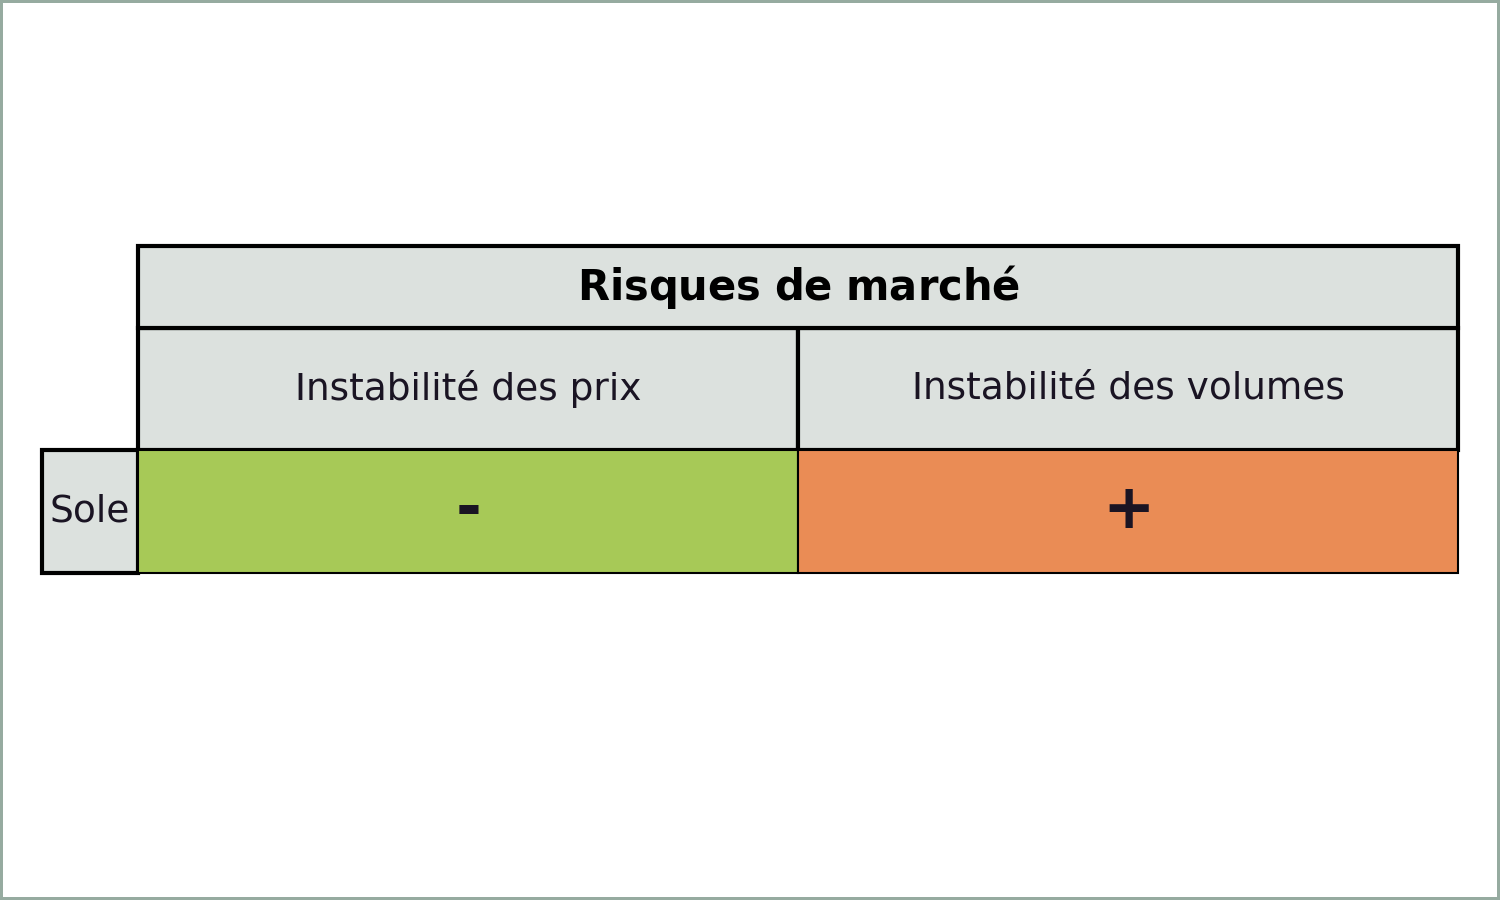 Risques de marché
Instabilité des prix
Instabilité des volumes
Sole
-
+